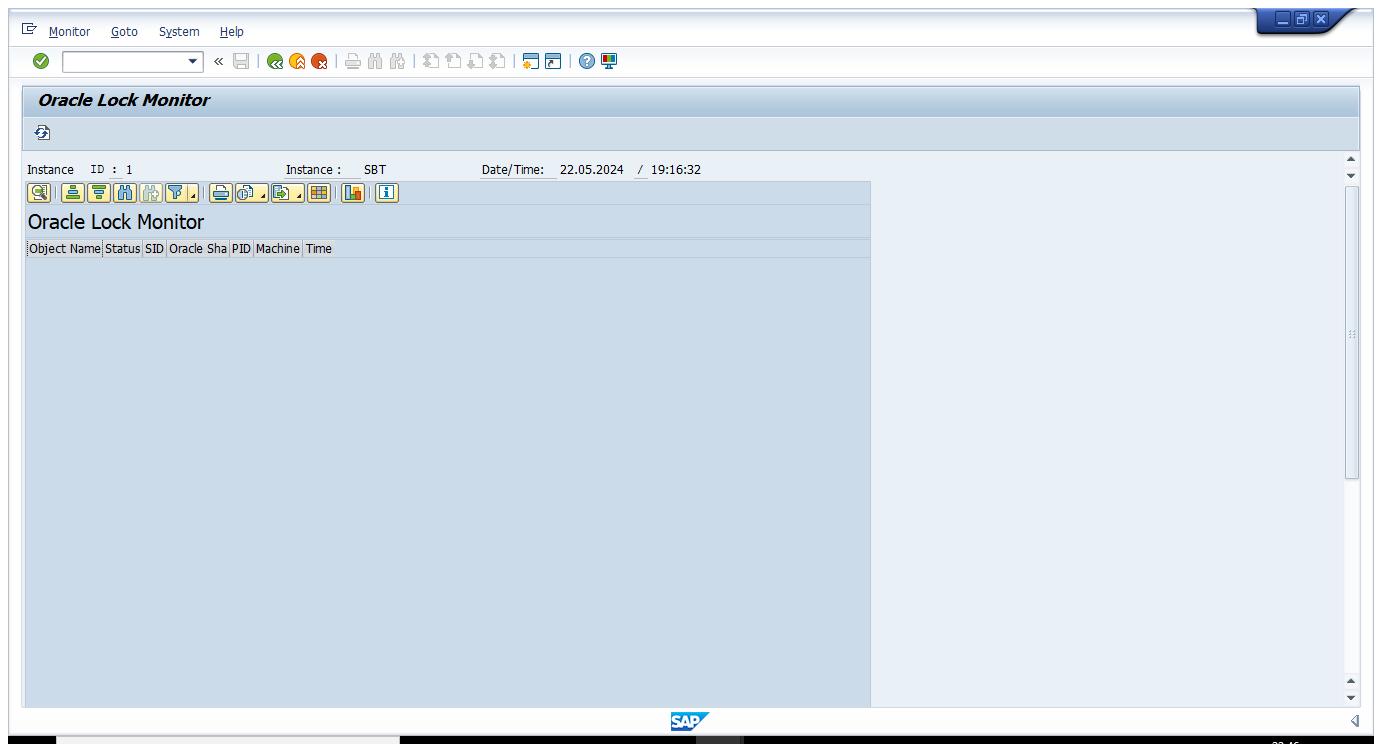 Monitor Goto System Help
«
Oracle Lock Monitor
Instance ID : 1 Instance : SBT Date/Time: 22.05.2024 / 19:16:32
Oracle Lock Monitor
Object Name Status SID Oracle Sha PID Machine Time
SAP